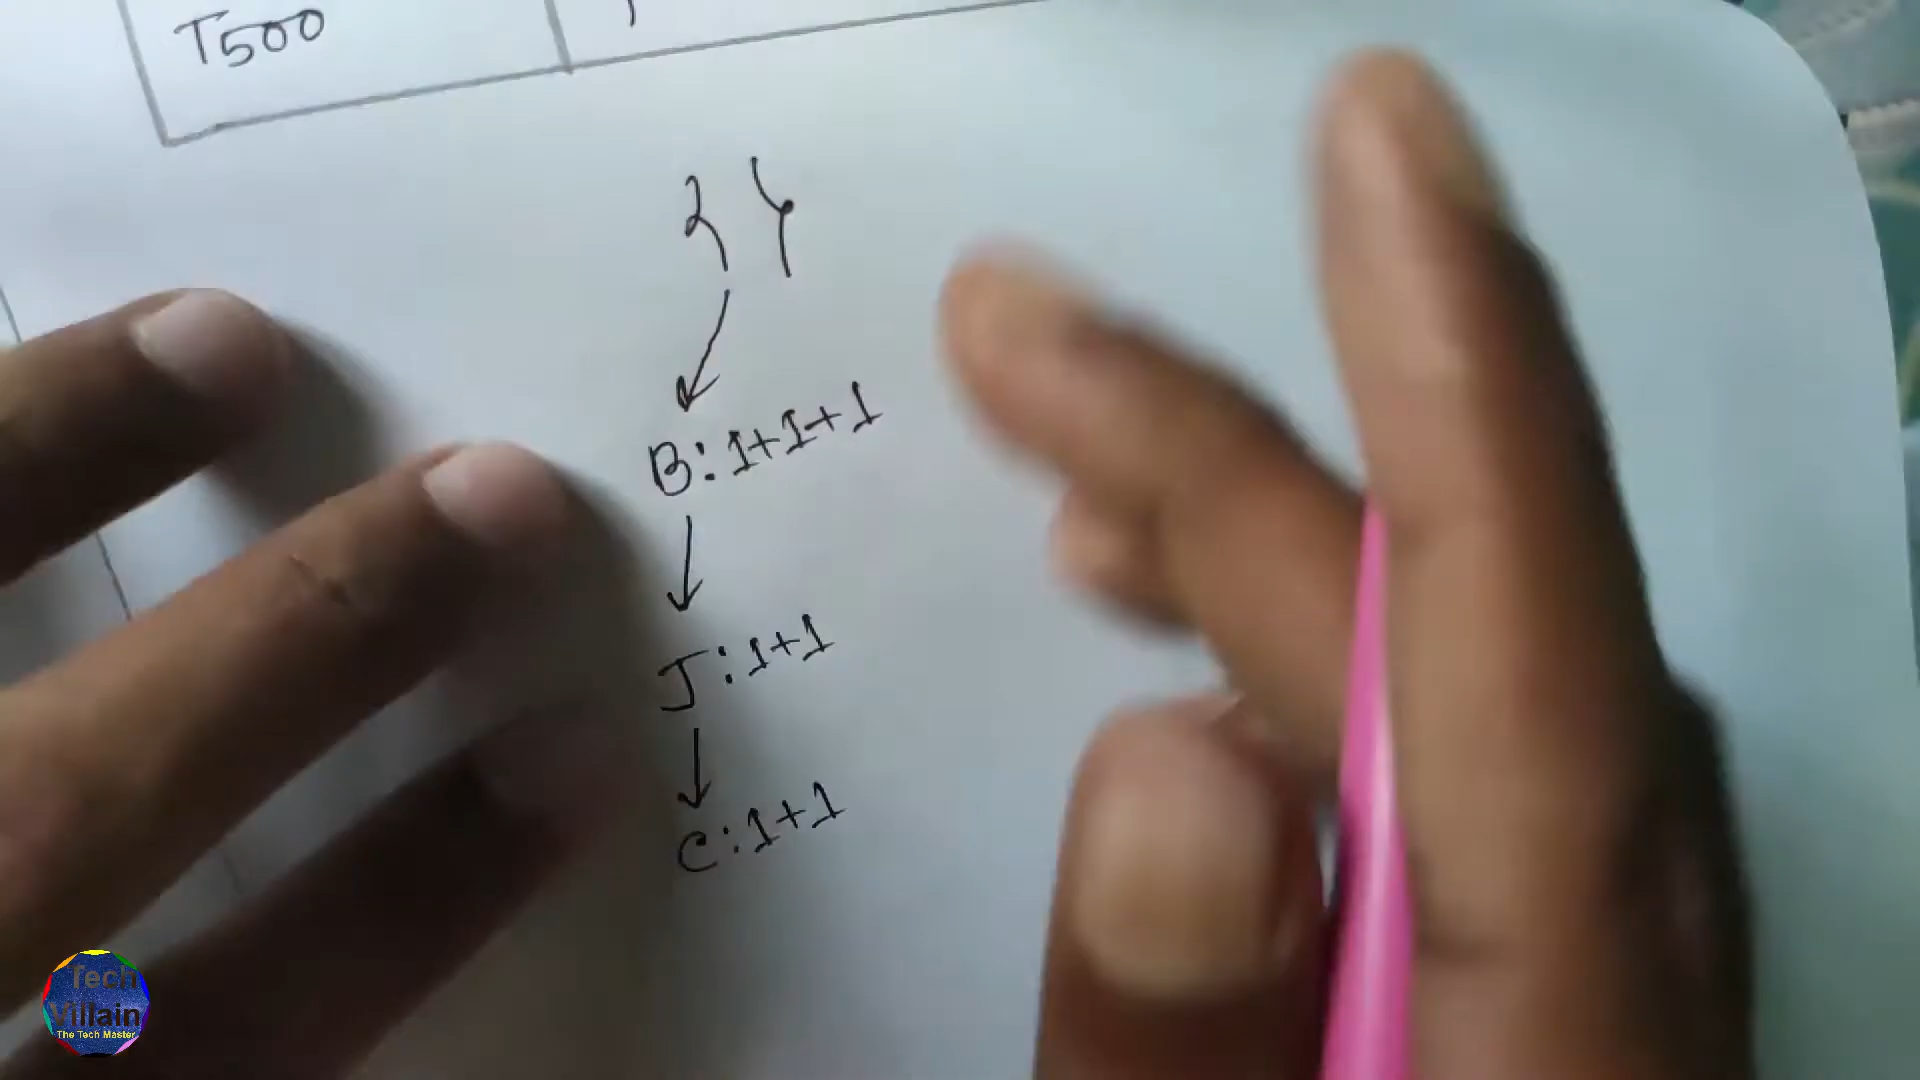 T500
{ }
B:1+1+1
J:1+1
C:1+1
Tech
Villain
The Tech Master